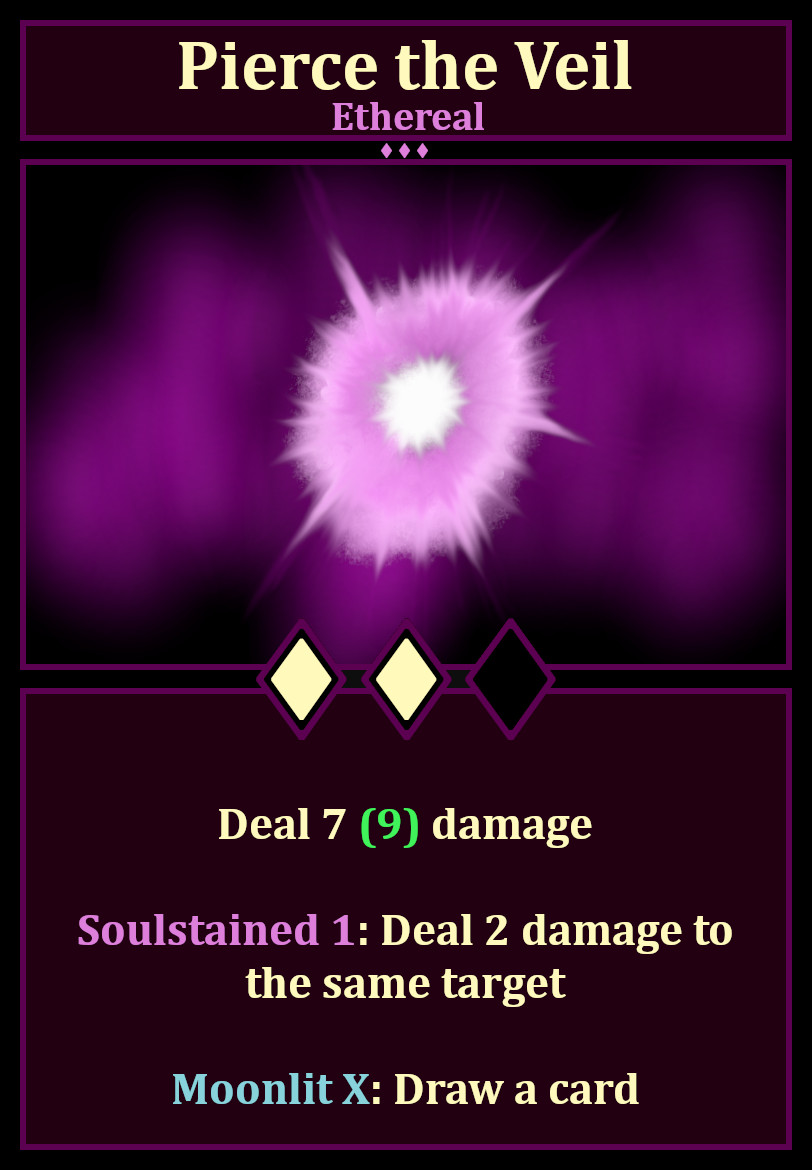 Pierce the Veil
Ethereal
Deal 7 (9) damage
Soulstained 1: Deal 2 damage to
the same target
Moonlit X: Draw a card